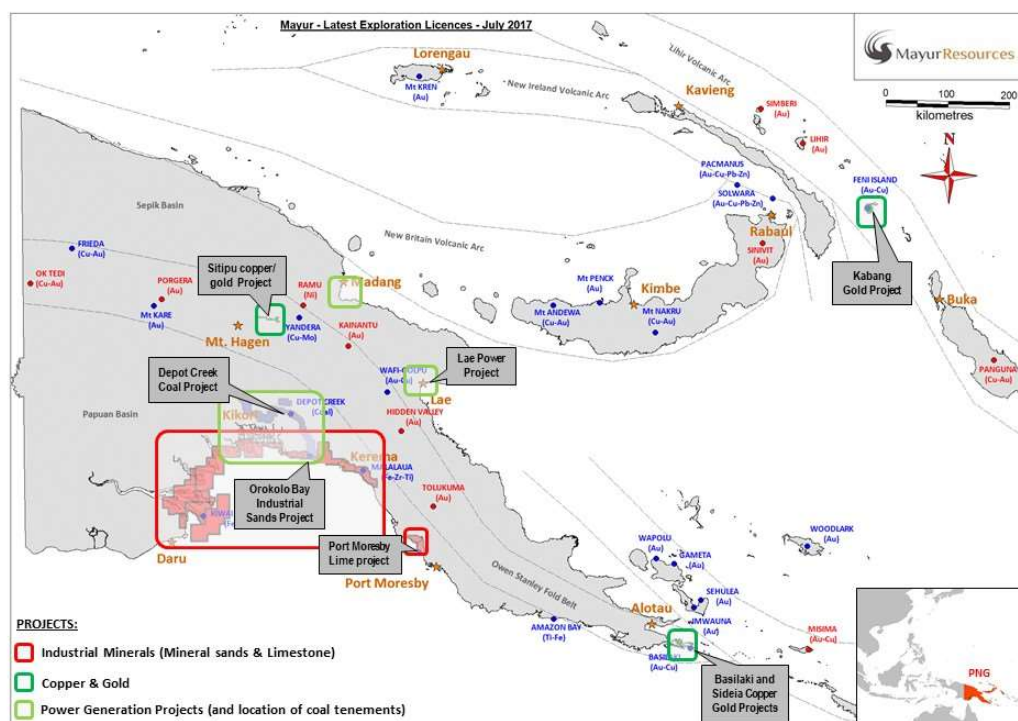 Mayur - Latest Exploration Licences - July 2017
MayurResources
0 100 200
kilometres
N
Lorengau
Mt KREN
(Au)
New Ireland Volcanic Arc
Lihir Volcanic Arc
Kavieng
SIMBERI
(Au)
LIHIR
(Au)
PACMANUS
(Au-Cu-Pb-Zn)
SOLWARA
(Au-Cu-Pb-Zn)
FENI ISLAND
(Au-Cu)
Rabaul
SINIVIT
(Au)
Kabang
Gold Project
Sepik Basin
New Britain Volcanic Arc
FRIEDA
(Cu-Au)
OK TEDI
(Cu-Au)
PORGERA
(Au)
Mt KARE
(Au)
Sitipu copper/
gold Project
RAMU
(Ni)
Madang
YANDERA
(Cu-Mo)
Mt. Hagen
KAINANTU
(Au)
Mt PENCK
(Au)
Kimbe
Mt ANDEWA
(Cu-Au)
Mt NAKRU
(Cu-Au)
Buka
PANGUNA
(Cu-Au)
Depot Creek
Coal Project
WAFI-GOLPU
(Au-Cu)
Lae Power
Project
Lae
Papuan Basin
Kikori
DEPOT CREEK
(Coal)
HIDDEN VALLEY
(Au)
Kerema
MALALAUA
(Fe-Zr-Ti)
Orokolo Bay
Industrial
Sands Project
TOLUKUMA
(Au)
Port Moresby
Lime project
Daru
Port Moresby
Owen Stanley Fold Belt
WAPOLU
(Au)
GAMETA
(Au)
WOODLARK
(Au)
SEHULEA
(Au)
IMWAUNA
(Au)
Alotau
AMAZON BAY
(Ti-Fe)
BASILAKI
(Au-Cu)
MISIMA
(Au-Cu)
Basilaki and
Sideia Copper
Gold Projects
PNG
PROJECTS:
Industrial Minerals (Mineral sands & Limestone)
Copper & Gold
Power Generation Projects (and location of coal tenements)